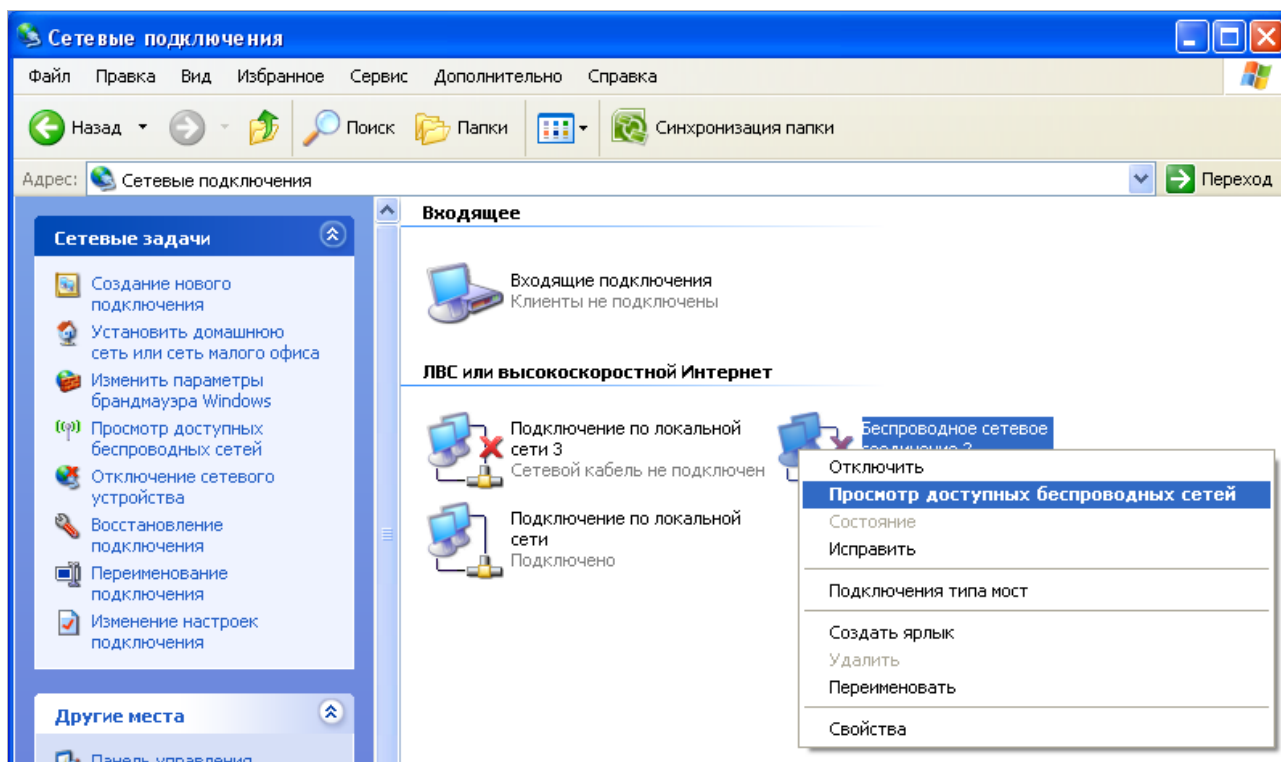 Сетевые подключения
Файл Правка Вид Избранное Сервис Дополнительно Справка
Назад Поиск Папки Синхронизация папки
Адрес: Сетевые подключения Переход
Сетевые задачи
Создание нового
подключения
Установить домашнюю
сеть или сеть малого офиса
Изменить параметры
брандмауэра Windows
Просмотр доступных
беспроводных сетей
Отключение сетевого
устройства
Восстановление
подключения
Переименование
подключения
Изменение настроек
подключения
Другие места
Панель управления
Входящее
Входящие подключения
Клиенты не подключены
ЛВС или высокоскоростной Интернет
Подключение по локальной
сети 3
Сетевой кабель не подключен
Беспроводное сетевое
соединение 2
Подключение по локальной
сети
Подключено
Отключить
Просмотр доступных беспроводных сетей
Состояние
Исправить
Подключения типа мост
Создать ярлык
Удалить
Переименовать
Свойства